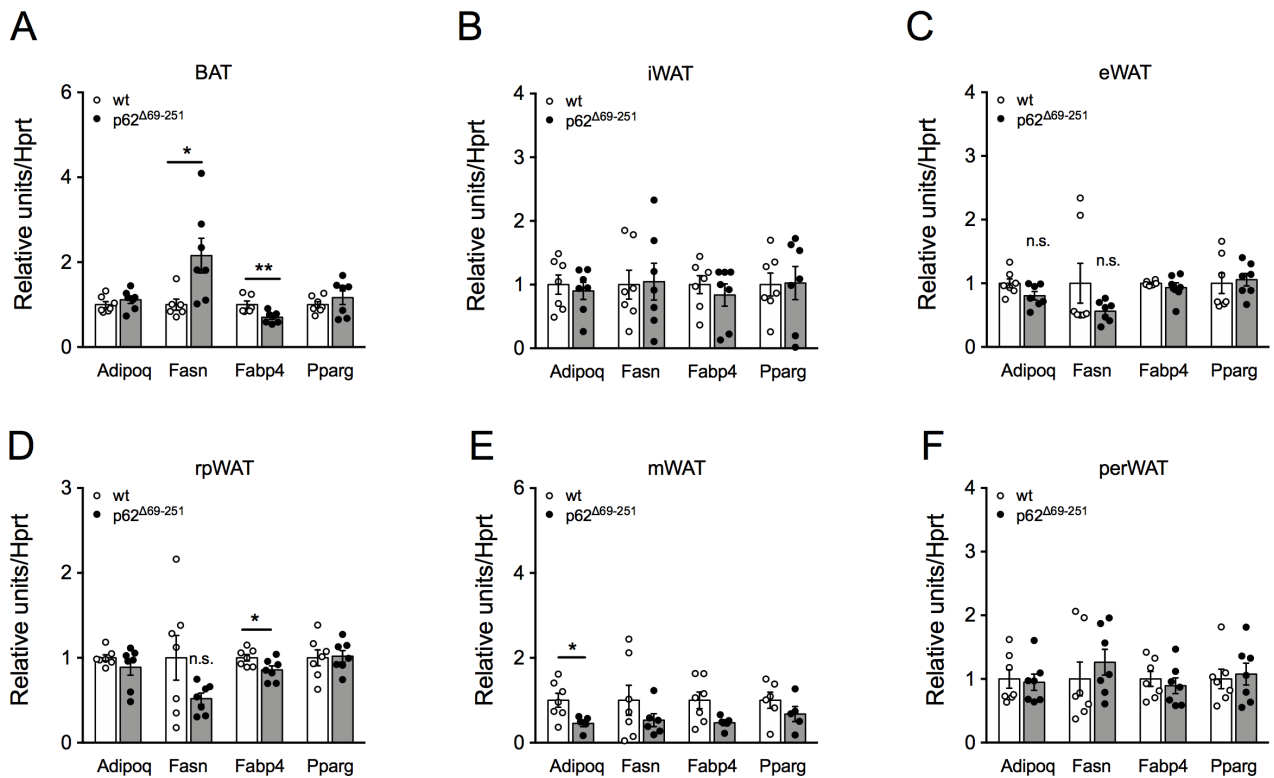 A
BAT
Relative units/Hprt
6
4
2
0
wt
p62Δ69-251
*
**
Adipoq Fasn Fabp4 Pparg
B
iWAT
Relative units/Hprt
4
3
2
1
0
wt
p62Δ69-251
Adipoq Fasn Fabp4 Pparg
C
eWAT
Relative units/Hprt
4
3
2
1
0
wt
p62Δ69-251
n.s.
n.s.
Adipoq Fasn Fabp4 Pparg
D
rpWAT
Relative units/Hprt
3
2
1
0
wt
p62Δ69-251
n.s.
*
Adipoq Fasn Fabp4 Pparg
E
mWAT
Relative units/Hprt
6
4
2
0
wt
p62Δ69-251
*
Adipoq Fasn Fabp4 Pparg
F
perWAT
Relative units/Hprt
4
3
2
1
0
wt
p62Δ69-251
Adipoq Fasn Fabp4 Pparg